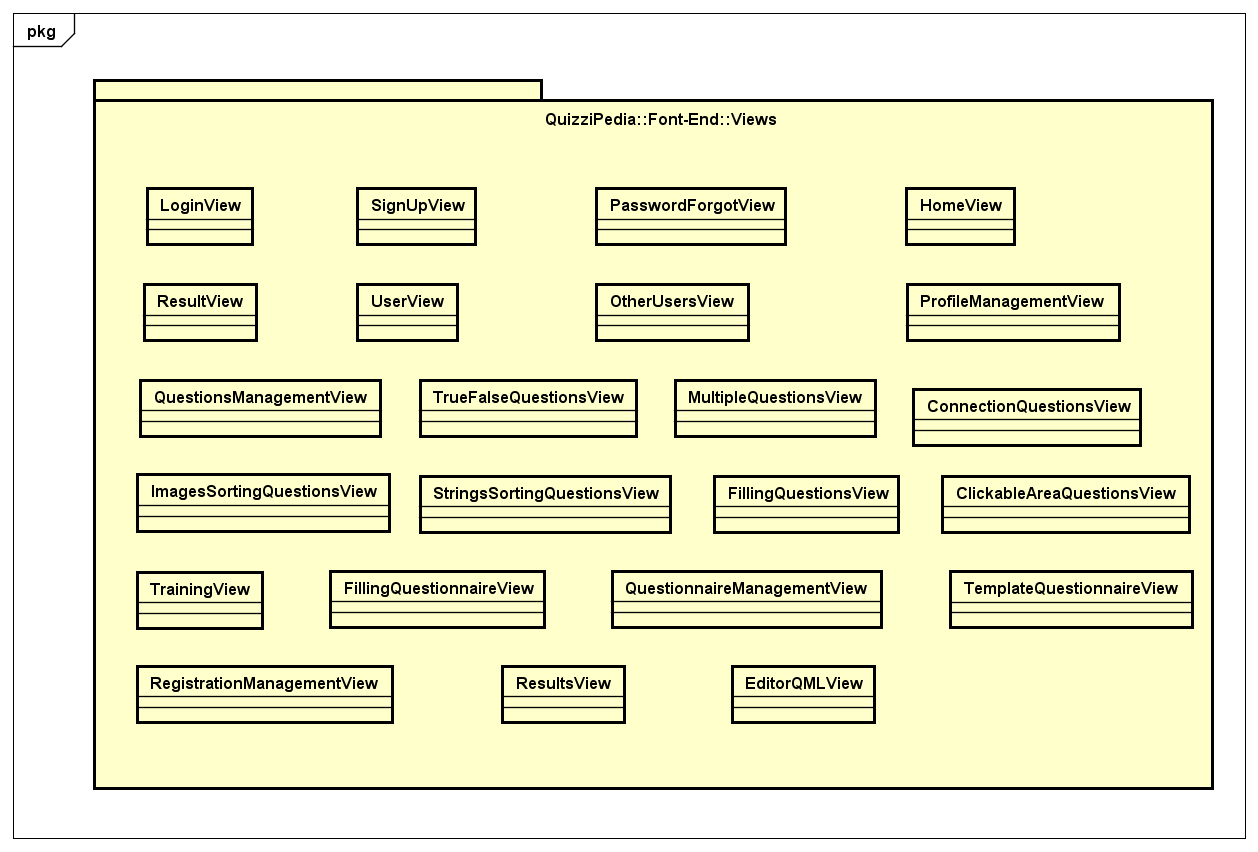 pkg
QuizziPedia::Font-End::Views
LoginView
SignUpView
PasswordForgotView
HomeView
ResultView
UserView
OtherUsersView
ProfileManagementView
QuestionsManagementView
TrueFalseQuestionsView
MultipleQuestionsView
ConnectionQuestionsView
ImagesSortingQuestionsView
StringsSortingQuestionsView
FillingQuestionsView
ClickableAreaQuestionsView
TrainingView
FillingQuestionnaireView
QuestionnaireManagementView
TemplateQuestionnaireView
RegistrationManagementView
ResultsView
EditorQMLView